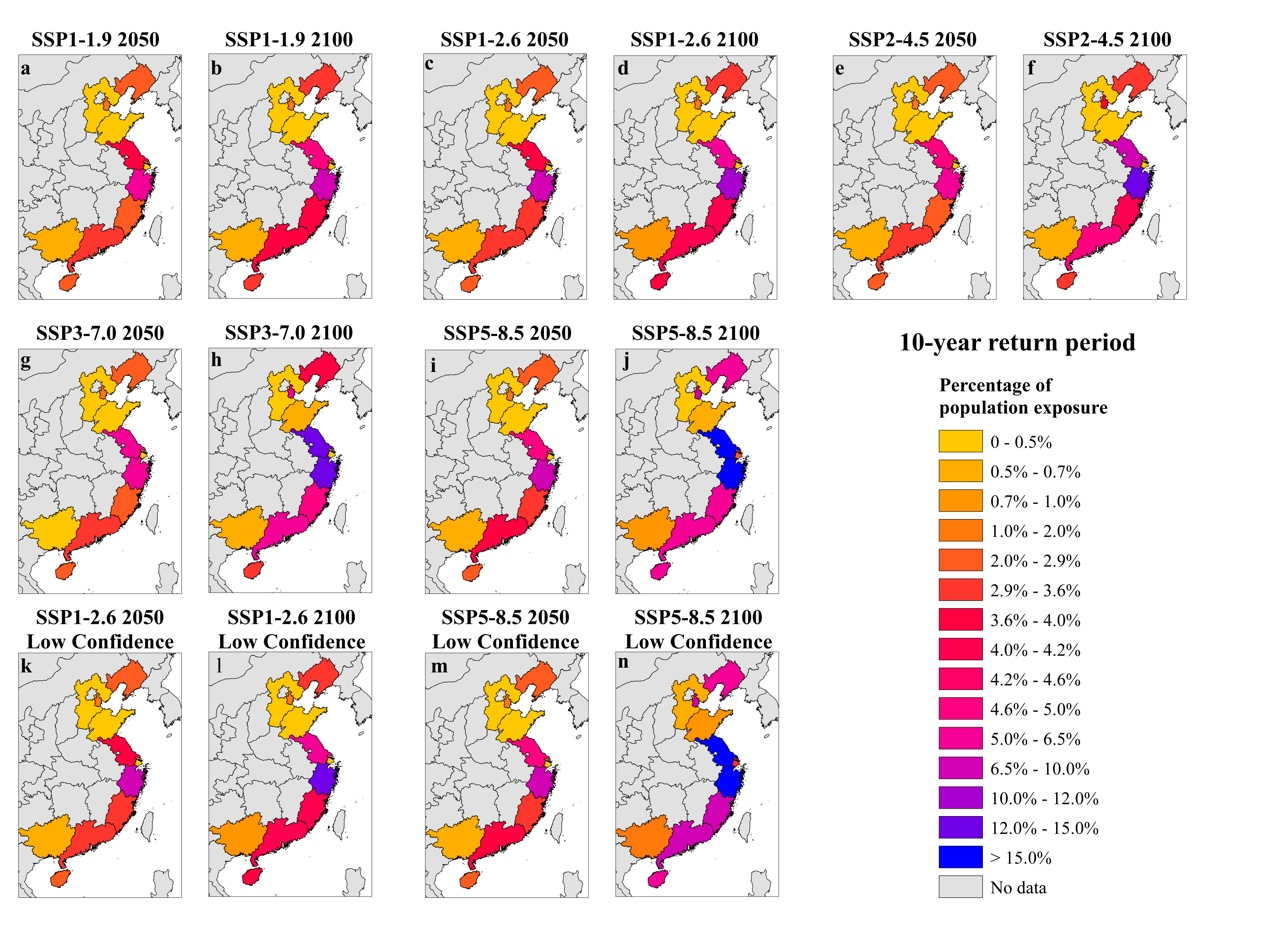 SSP1-1.9 2050
SSP1-1.9 2100
SSP1-2.6 2050
SSP1-2.6 2100
SSP2-4.5 2050
SSP2-4.5 2100
a
b
c
d
e
f
SSP3-7.0 2050
SSP3-7.0 2100
SSP5-8.5 2050
SSP5-8.5 2100
g
h
i
j
SSP1-2.6 2050
Low Confidence
SSP1-2.6 2100
Low Confidence
SSP5-8.5 2050
Low Confidence
SSP5-8.5 2100
Low Confidence
k
l
m
n
10-year return period
Percentage of
population exposure
0 - 0.5%
0.5% - 0.7%
0.7% - 1.0%
1.0% - 2.0%
2.0% - 2.9%
2.9% - 3.6%
3.6% - 4.0%
4.0% - 4.2%
4.2% - 4.6%
4.6% - 5.0%
5.0% - 6.5%
6.5% - 10.0%
10.0% - 12.0%
12.0% - 15.0%
> 15.0%
No data